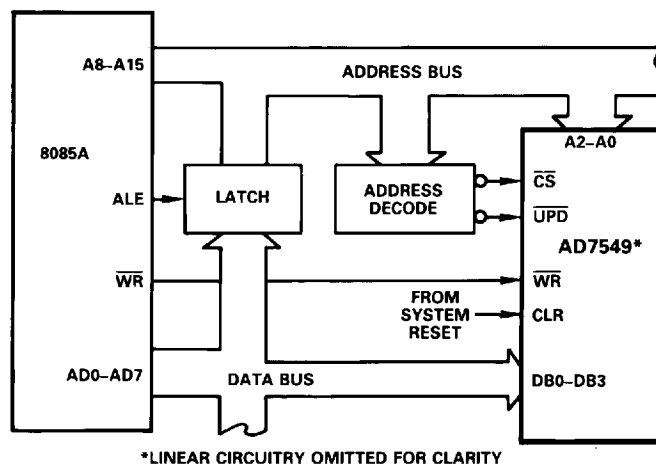 A8–A15
ADDRESS BUS
A2–A0
8085A
ALE
LATCH
ADDRESS
DECODE
CS
UPD
AD7549*
WR
WR
FROM
SYSTEM
RESET
CLR
AD0–AD7
DATA BUS
DB0–DB3
*LINEAR CIRCUITRY OMITTED FOR CLARITY